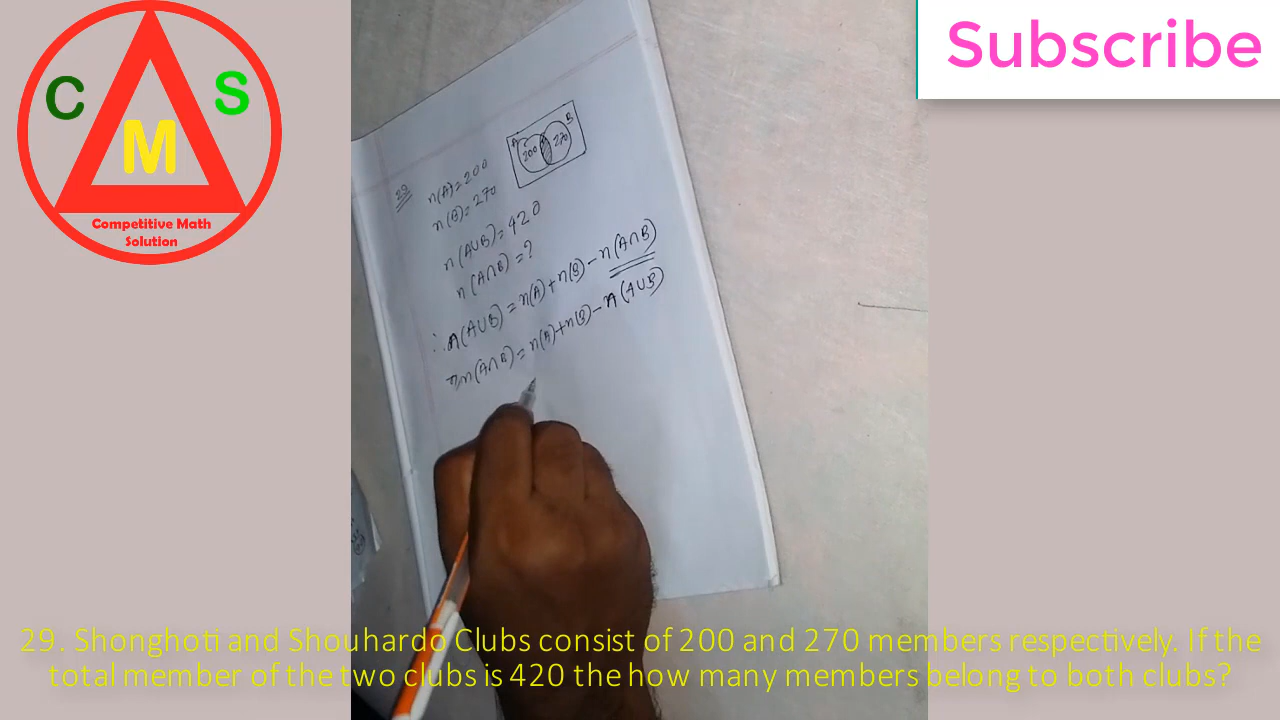 C S
M
Competitive Math
Solution
Subscribe
29
n(A)=200
n(B)=270
n(A∪B)=420
n(A∩B)=?
A B
200 270
∴ n(A∪B)=n(A)+n(B)-n(A∩B)
n(A∩B)=n(A)+n(B)-n(A∪B)
29. Shonghoti and Shouhardo Clubs consist of 200 and 270 members respectively. If the
total member of the two clubs is 420 the how many members belong to both clubs?